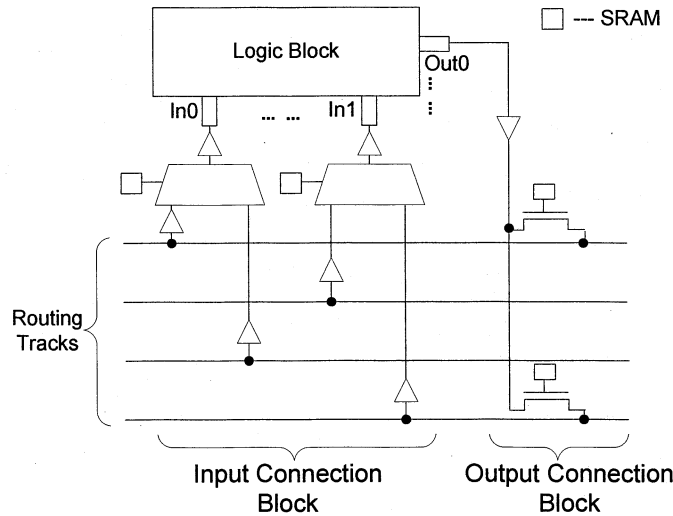 --- SRAM
Logic Block
Out0
In0
... ...
In1
Routing
Tracks
Input Connection
Block
Output Connection
Block